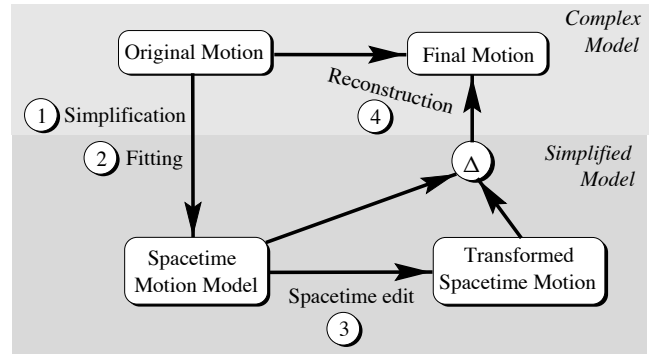 Complex
Model
Original Motion
Final Motion
Reconstruction
4
1 Simplification
2 Fitting
Simplified
Model
Δ
Spacetime
Motion Model
Transformed
Spacetime Motion
Spacetime edit
3